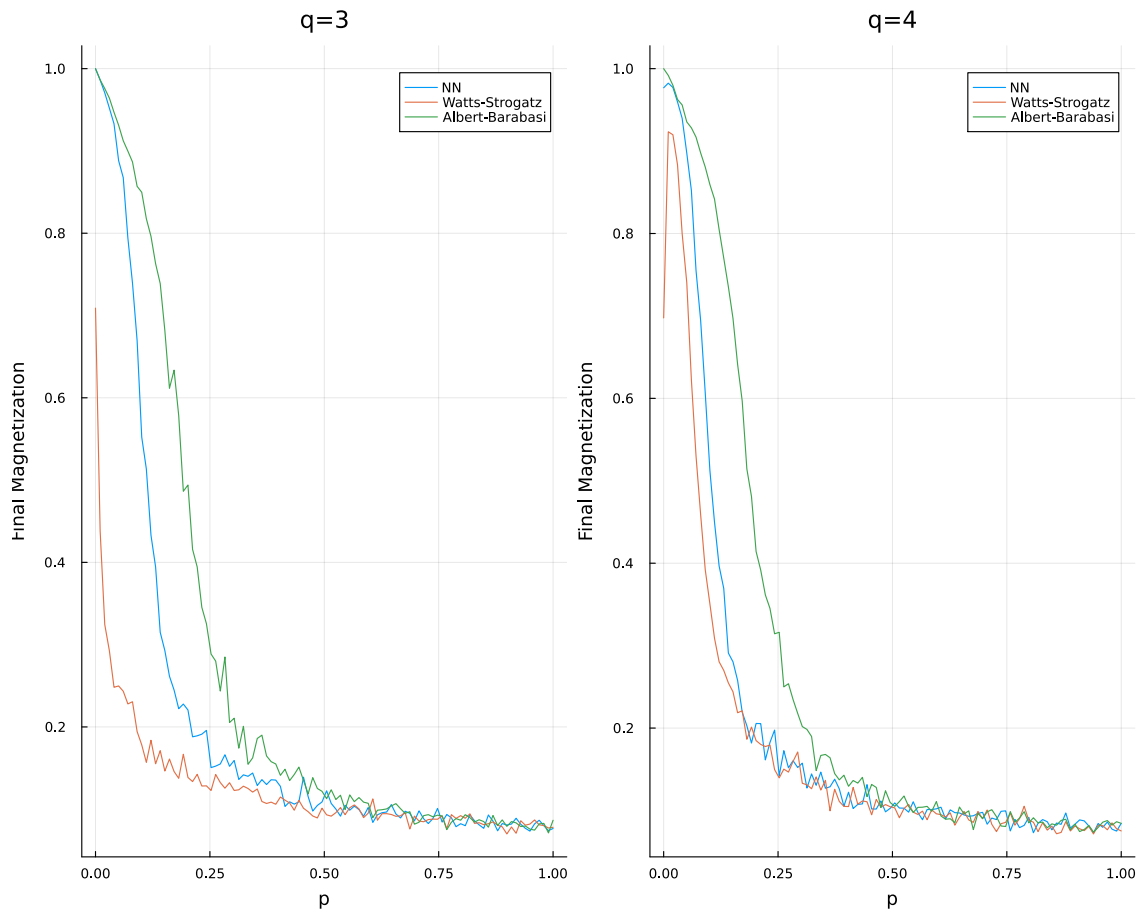 q=3
1.0
0.8
0.6
0.4
0.2
Final Magnetization
0.00
0.25
0.50
0.75
1.00
p
NN
Watts-Strogatz
Albert-Barabasi
q=4
1.0
0.8
0.6
0.4
0.2
Final Magnetization
0.00
0.25
0.50
0.75
1.00
p
NN
Watts-Strogatz
Albert-Barabasi